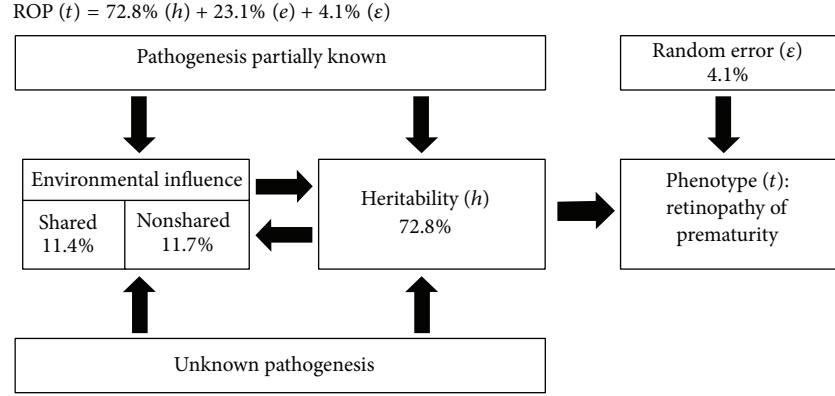 ROP (t) = 72.8% (h) + 23.1% (e) + 4.1% (ε)
Pathogenesis partially known
Random error (ε)
4.1%
Environmental influence
Shared
11.4%
Nonshared
11.7%
Heritability (h)
72.8%
Phenotype (t):
retinopathy of
prematurity
Unknown pathogenesis